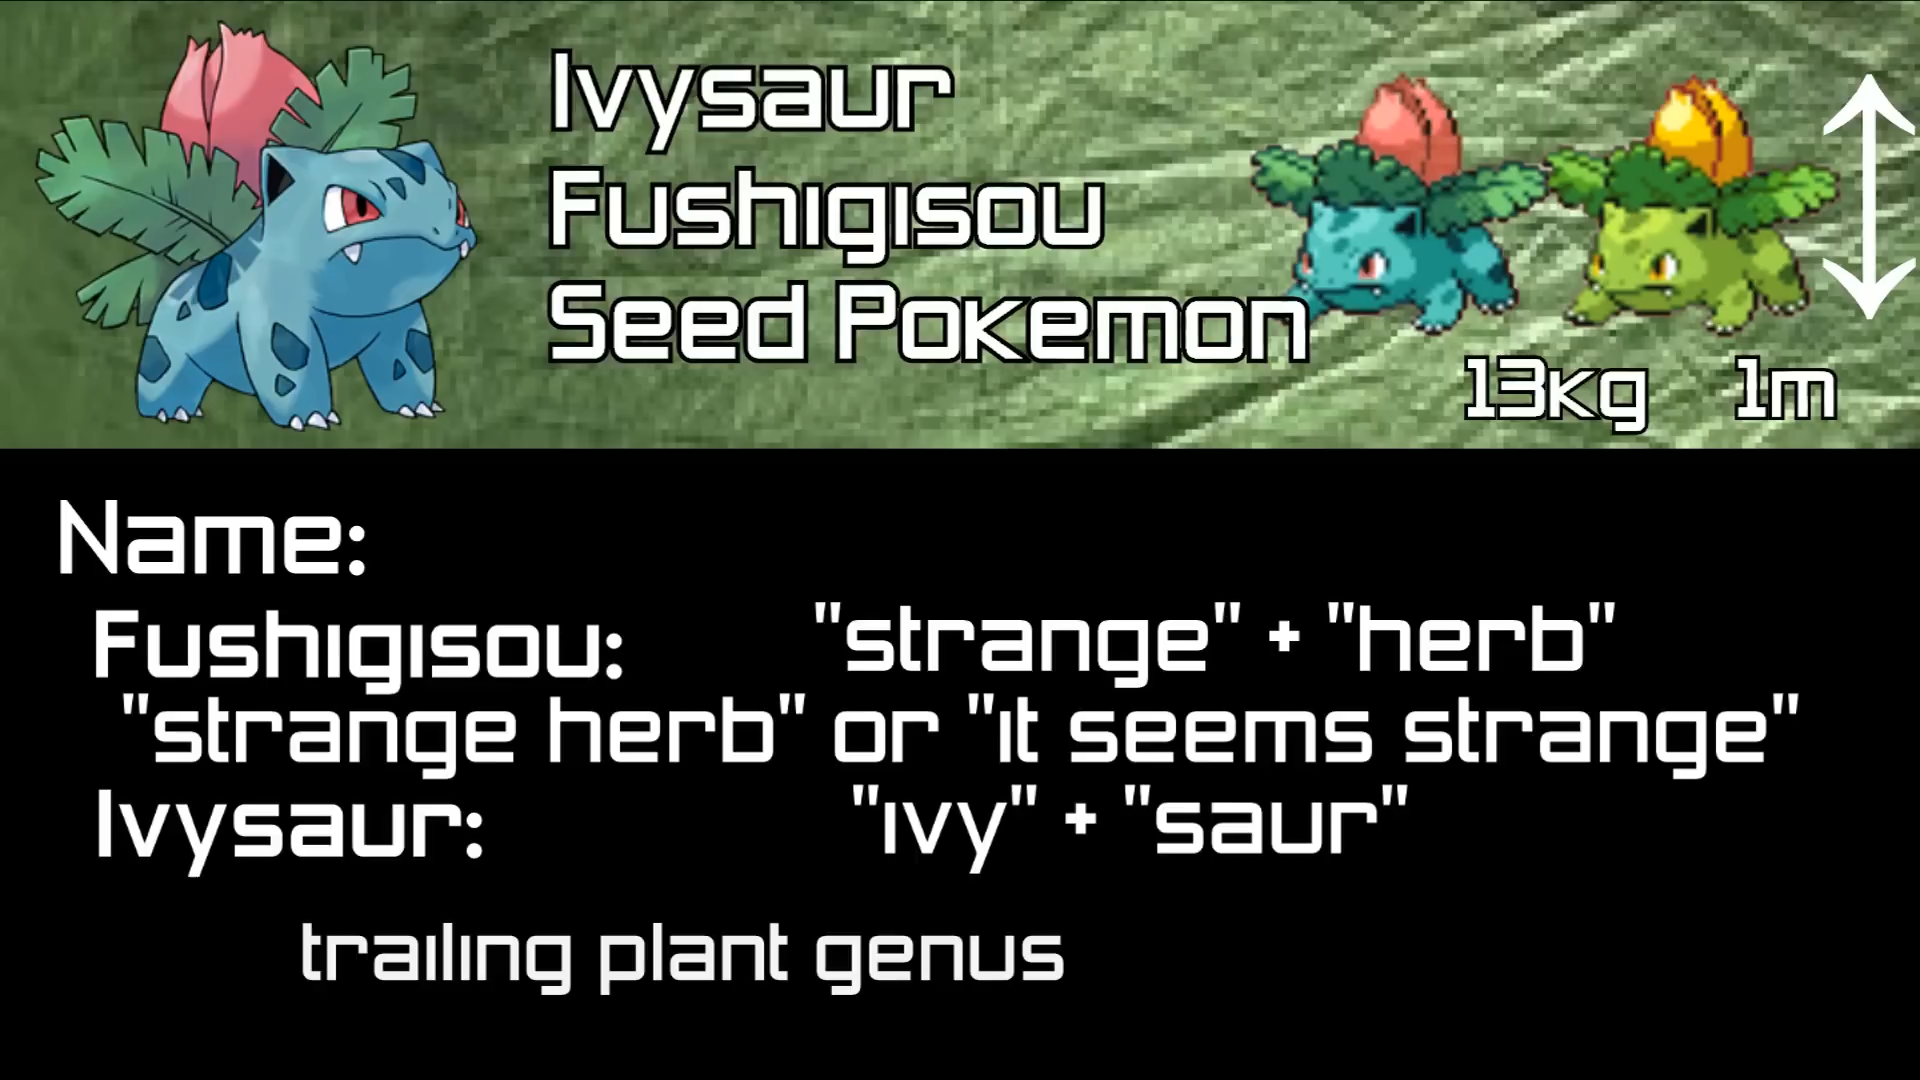 Ivysaur
Fushigisou
Seed Pokemon
13kg 1m
Name:
Fushigisou: "strange" + "herb"
"strange herb" or "it seems strange"
Ivysaur: "ivy" + "saur"
trailing plant genus